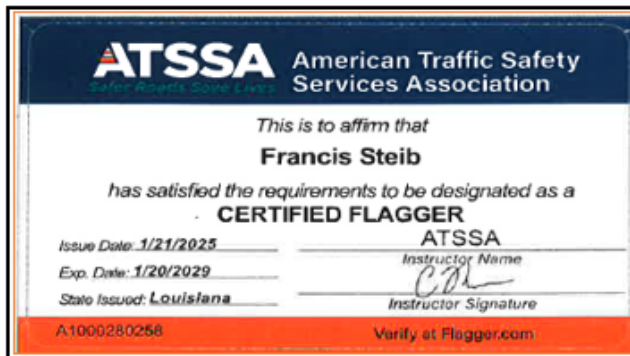 ATSSA
Safer Roads Save Lives
American Traffic Safety
Services Association
This is to affirm that
Francis Steib
has satisfied the requirements to be designated as a
CERTIFIED FLAGGER
Issue Date: 1/21/2025
Exp. Date: 1/20/2029
State Issued: Louisiana
ATSSA
Instructor Name
Instructor Signature
A1000280258
Verify at Flagger.com